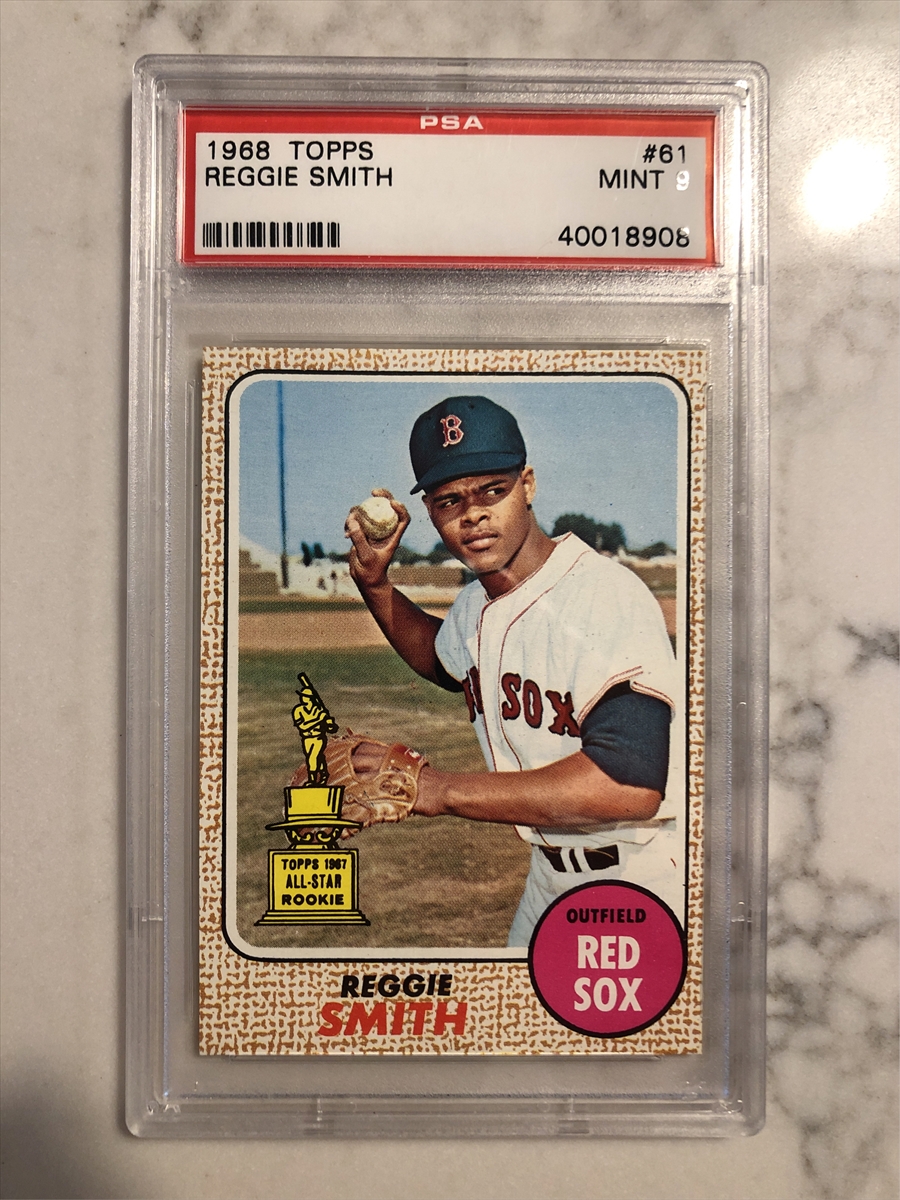 PSA
1968 TOPPS #61
REGGIE SMITH MINT 9
40018908
B
SOX
TOPPS 1967
ALL-STAR
ROOKIE
OUTFIELD
RED
SOX
REGGIE
SMITH